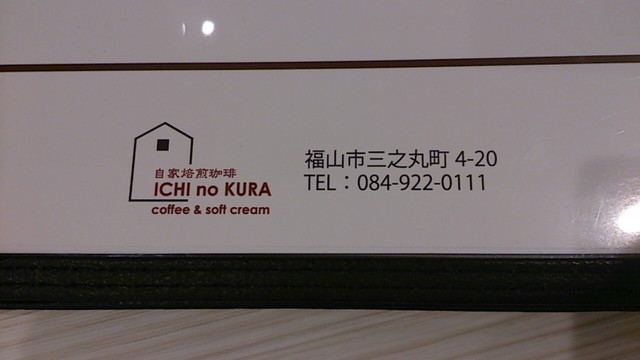 自家焙煎珈琲
ICHI no KURA
coffee & soft cream
福山市三之丸町 4-20
TEL：084-922-0111